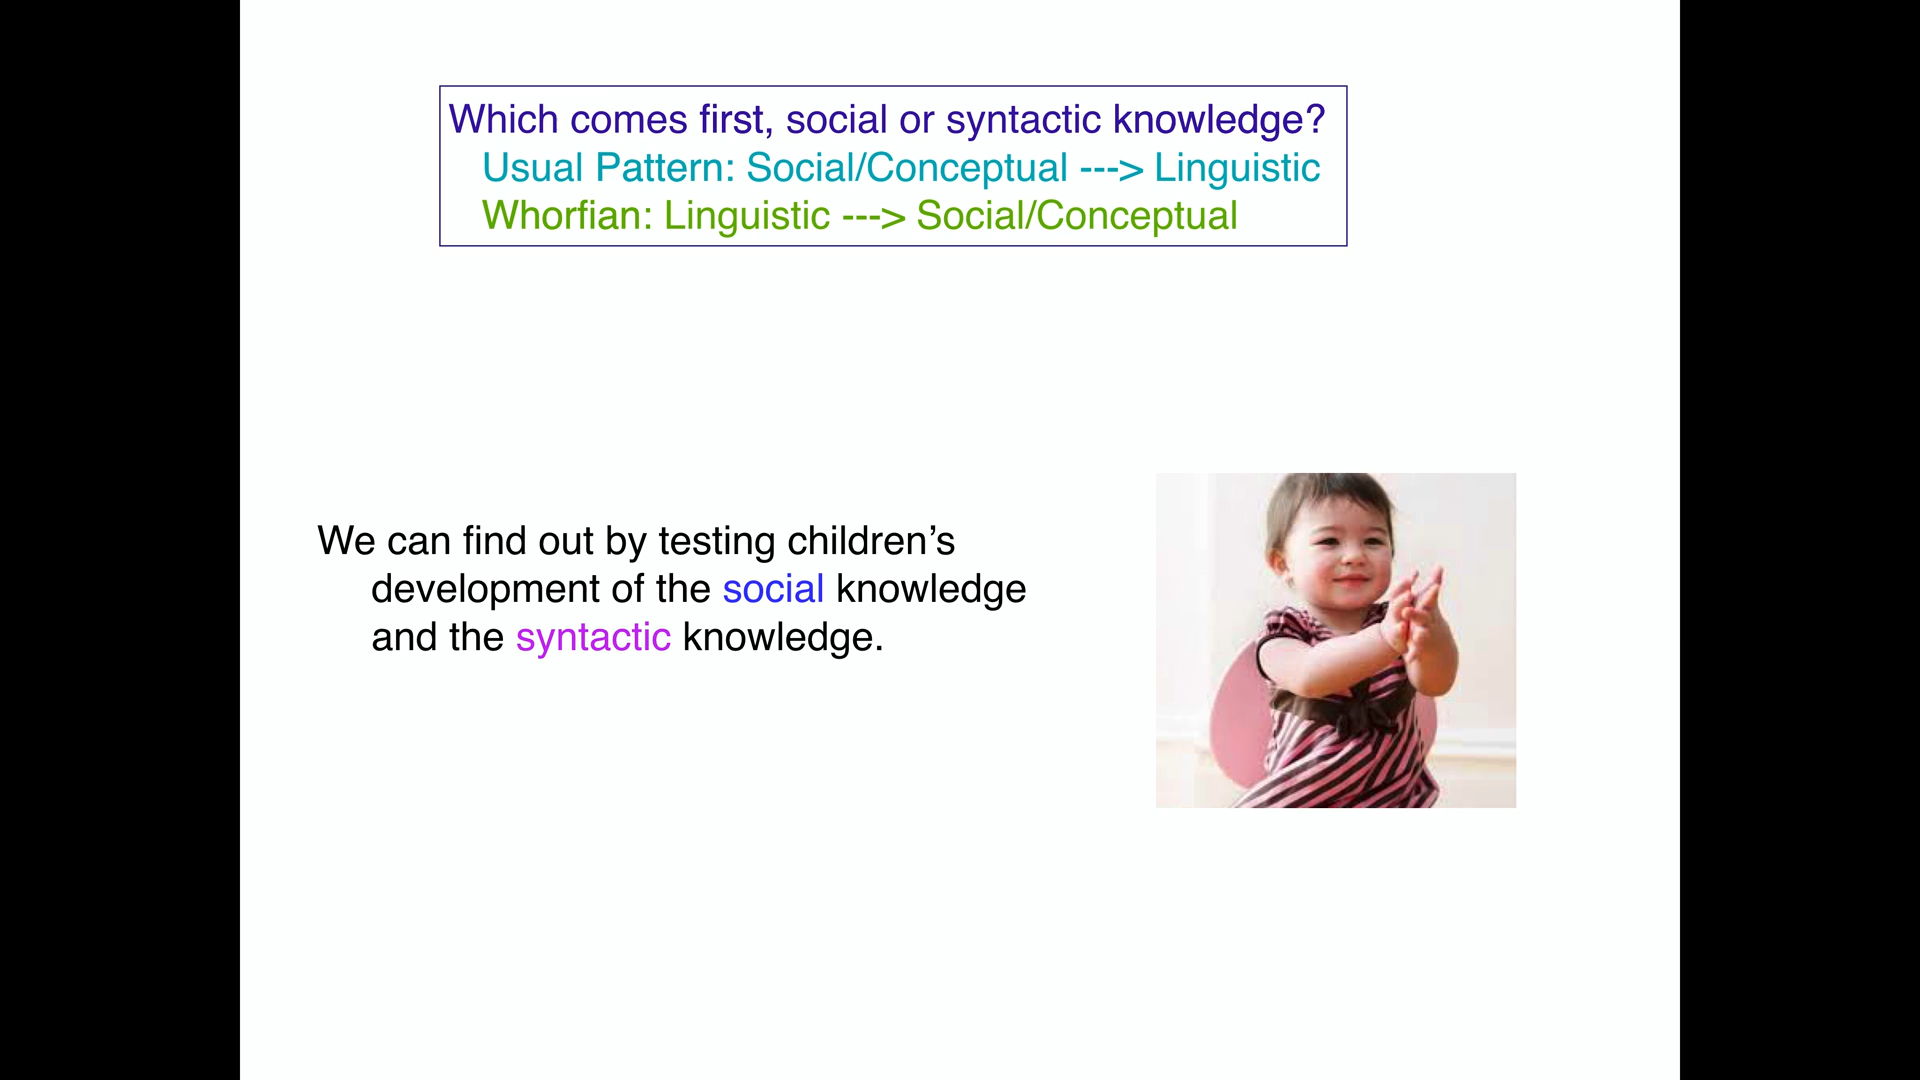 Which comes first, social or syntactic knowledge?
Usual Pattern: Social/Conceptual ---> Linguistic
Whorfian: Linguistic ---> Social/Conceptual
We can find out by testing children’s
development of the social knowledge
and the syntactic knowledge.